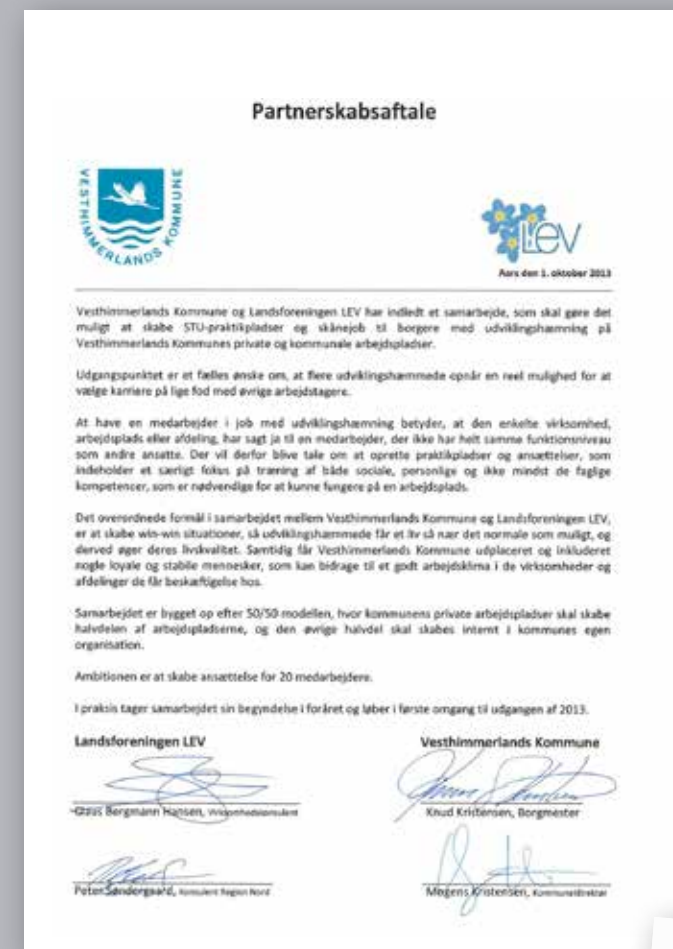 Partnerskabsaftale
VESTHIMMERLANDS KOMMUNE
LEV
Aars den 1. oktober 2013
Vesthimmerlands Kommune og Landsforeningen LEV har indledt et samarbejde, som skal gøre det
muligt at skabe STU-praktikpladser og skånejob til borgere med udviklingshæmning på
Vesthimmerlands Kommunes private og kommunale arbejdspladser.
Udgangspunktet er et fælles ønske om, at flere udviklingshæmmede opnår en reel mulighed for at
vælge karriere på lige fod med øvrige arbejdstagere.
At have en medarbejder i job med udviklingshæmning betyder, at den enkelte virksomhed,
arbejdsplads eller afdeling, har sagt ja til en medarbejder, der ikke har helt samme funktionsniveau
som andre ansatte. Der vil derfor blive tale om at oprette praktikpladser og ansættelser, som
indeholder et særligt fokus på træning af både sociale, personlige og ikke mindst de faglige
kompetencer, som er nødvendige for at kunne fungere på en arbejdsplads.
Det overordnede formål i samarbejdet mellem Vesthimmerlands Kommune og Landsforeningen LEV,
er at skabe win-win situationer, så udviklingshæmmede får et liv så nær det normale som muligt, og
derved øger deres livskvalitet. Samtidig får Vesthimmerlands Kommune udplaceret og inkluderet
nogle loyale og stabile mennesker, som kan bidrage til et godt arbejdsklima i de virksomheder og
afdelinger de får beskæftigelse hos.
Samarbejdet er bygget op efter 50/50 modellen, hvor kommunens private arbejdspladser skal skabe
halvdelen af arbejdspladserne, og den øvrige halvdel skal skabes internt i kommunes egen
organisation.
Ambitionen er at skabe ansættelse for 20 medarbejdere.
I praksis tager samarbejdet sin begyndelse i foråret og løber i første omgang til udgangen af 2013.
Landsforeningen LEV
Vesthimmerlands Kommune
Claus Bergmann Hansen, Virksomhedskonsulent
Knud Kristensen, Borgmester
Peter Søndergaard, Konsulent Region Nord
Mogens Kristensen, Kommunaldirektør